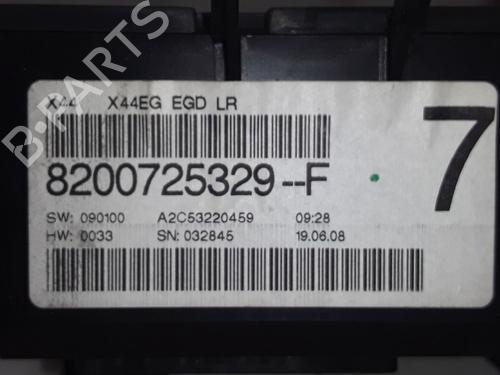 X44 X44EG EGD LR
8200725329--F
7
SW: 090100 A2C53220459 09:28
HW: 0033 SN: 032845 19.06.08
B-PARTS